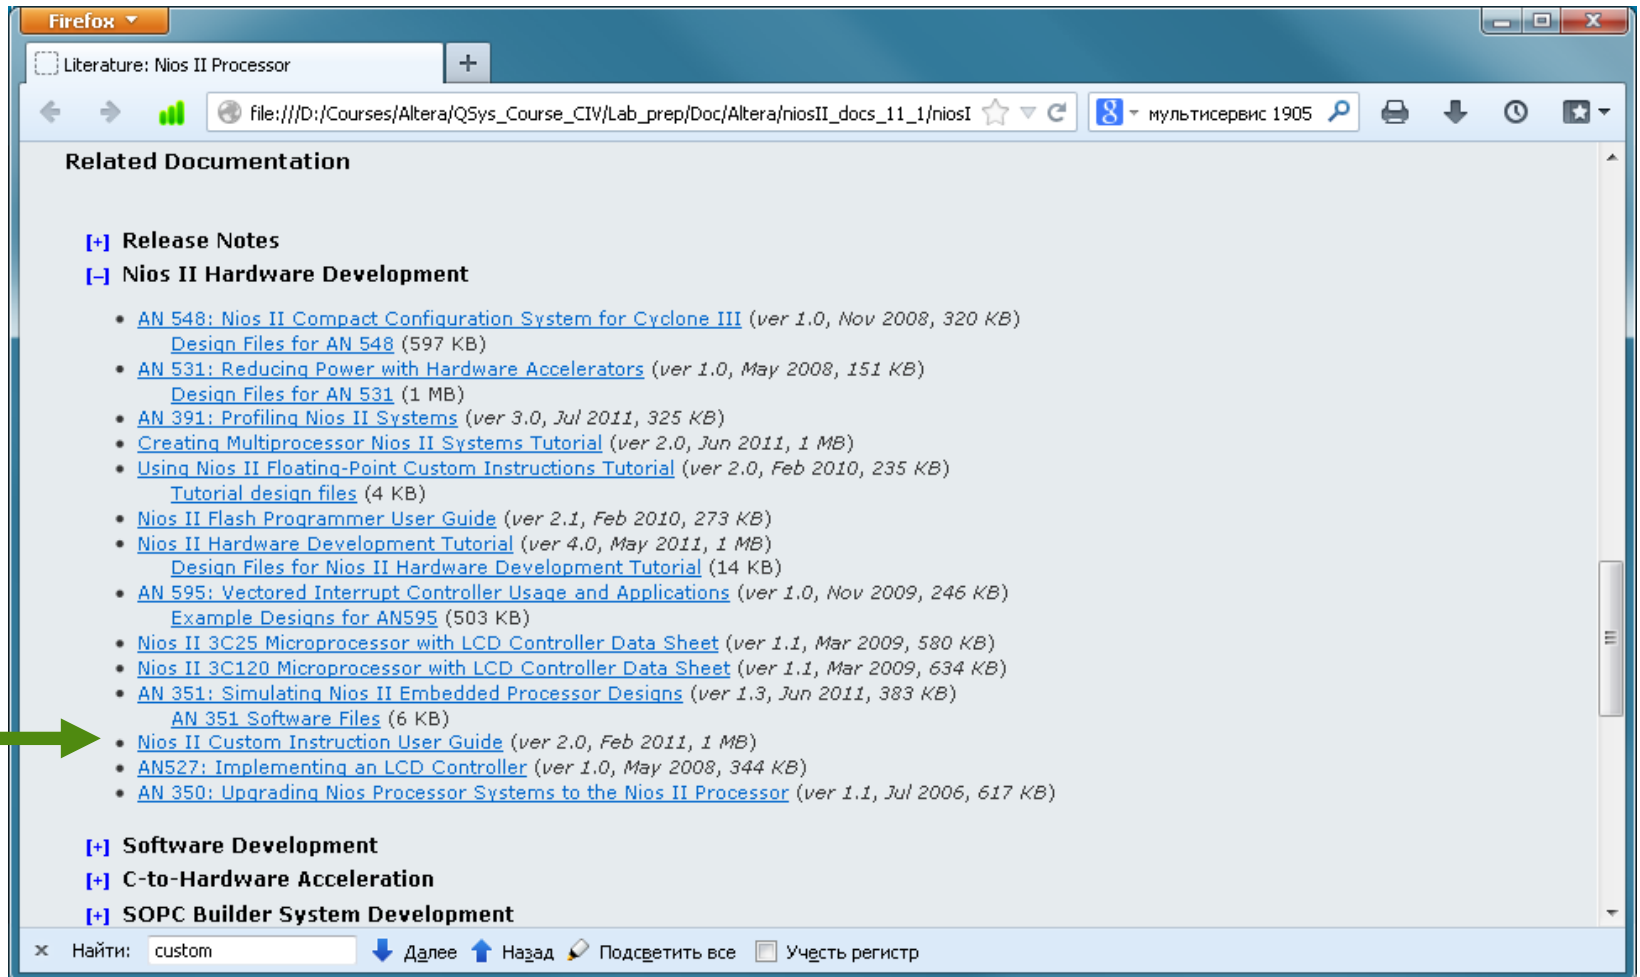 Firefox
Literature: Nios II Processor
file:///D:/Courses/Altera/QSys_Course_CIV/Lab_prep/Doc/Altera/niosII_docs_11_1/niosI
мультисервис 1905
Related Documentation
[+] Release Notes
[–] Nios II Hardware Development
• AN 548: Nios II Compact Configuration System for Cyclone III (ver 1.0, Nov 2008, 320 KB)
Design Files for AN 548 (597 KB)
• AN 531: Reducing Power with Hardware Accelerators (ver 1.0, May 2008, 151 KB)
Design Files for AN 531 (1 MB)
• AN 391: Profiling Nios II Systems (ver 3.0, Jul 2011, 325 KB)
• Creating Multiprocessor Nios II Systems Tutorial (ver 2.0, Jun 2011, 1 MB)
• Using Nios II Floating-Point Custom Instructions Tutorial (ver 2.0, Feb 2010, 235 KB)
Tutorial design files (4 KB)
• Nios II Flash Programmer User Guide (ver 2.1, Feb 2010, 273 KB)
• Nios II Hardware Development Tutorial (ver 4.0, May 2011, 1 MB)
Design Files for Nios II Hardware Development Tutorial (14 KB)
• AN 595: Vectored Interrupt Controller Usage and Applications (ver 1.0, Nov 2009, 246 KB)
Example Designs for AN595 (503 KB)
• Nios II 3C25 Microprocessor with LCD Controller Data Sheet (ver 1.1, Mar 2009, 580 KB)
• Nios II 3C120 Microprocessor with LCD Controller Data Sheet (ver 1.1, Mar 2009, 634 KB)
• AN 351: Simulating Nios II Embedded Processor Designs (ver 1.3, Jun 2011, 383 KB)
AN 351 Software Files (6 KB)
• Nios II Custom Instruction User Guide (ver 2.0, Feb 2011, 1 MB)
• AN527: Implementing an LCD Controller (ver 1.0, May 2008, 344 KB)
• AN 350: Upgrading Nios Processor Systems to the Nios II Processor (ver 1.1, Jul 2006, 617 KB)
[+] Software Development
[+] C-to-Hardware Acceleration
[+] SOPC Builder System Development
Найти: custom Далее Назад Подсветить все Учесть регистр